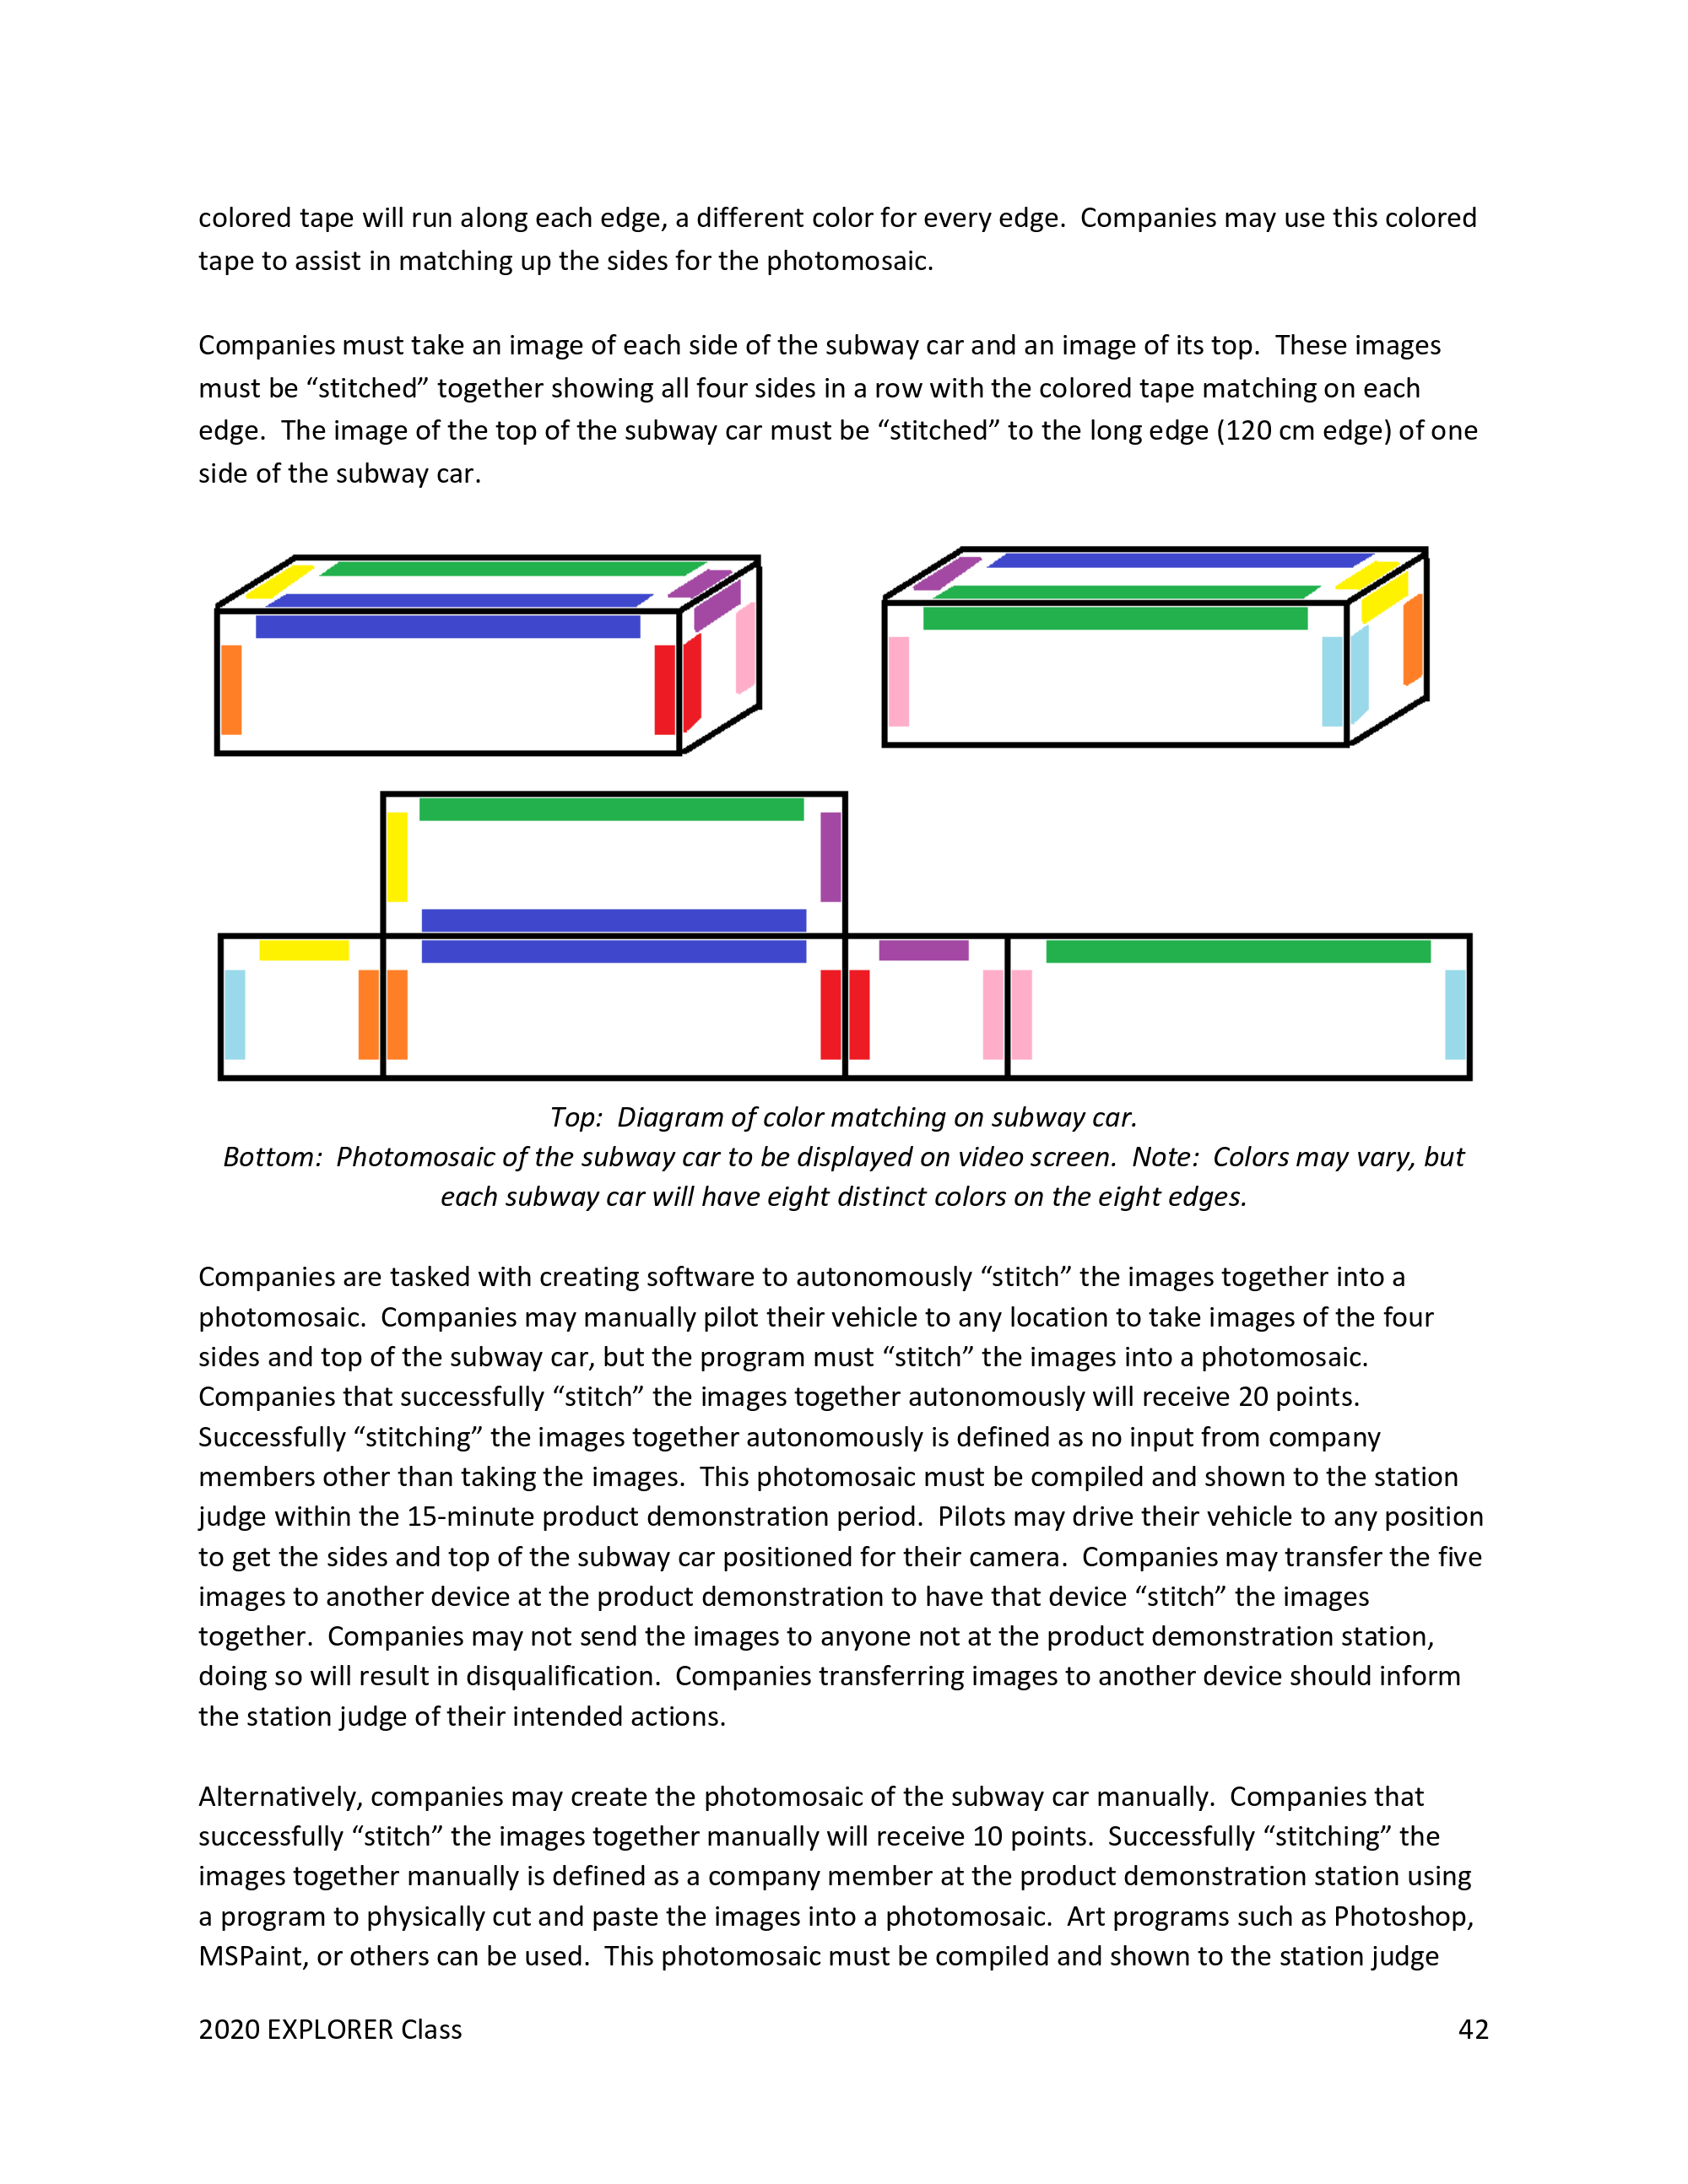 colored tape will run along each edge, a different color for every edge.  Companies may use this colored
tape to assist in matching up the sides for the photomosaic.
Companies must take an image of each side of the subway car and an image of its top.  These images
must be “stitched” together showing all four sides in a row with the colored tape matching on each
edge.  The image of the top of the subway car must be “stitched” to the long edge (120 cm edge) of one
side of the subway car.
Top:  Diagram of color matching on subway car.
Bottom:  Photomosaic of the subway car to be displayed on video screen.  Note:  Colors may vary, but
each subway car will have eight distinct colors on the eight edges.
Companies are tasked with creating software to autonomously “stitch” the images together into a
photomosaic.  Companies may manually pilot their vehicle to any location to take images of the four
sides and top of the subway car, but the program must “stitch” the images into a photomosaic.
Companies that successfully “stitch” the images together autonomously will receive 20 points.
Successfully “stitching” the images together autonomously is defined as no input from company
members other than taking the images.  This photomosaic must be compiled and shown to the station
judge within the 15-minute product demonstration period.  Pilots may drive their vehicle to any position
to get the sides and top of the subway car positioned for their camera.  Companies may transfer the five
images to another device at the product demonstration to have that device “stitch” the images
together.  Companies may not send the images to anyone not at the product demonstration station,
doing so will result in disqualification.  Companies transferring images to another device should inform
the station judge of their intended actions.
Alternatively, companies may create the photomosaic of the subway car manually.  Companies that
successfully “stitch” the images together manually will receive 10 points.  Successfully “stitching” the
images together manually is defined as a company member at the product demonstration station using
a program to physically cut and paste the images into a photomosaic.  Art programs such as Photoshop,
MSPaint, or others can be used.  This photomosaic must be compiled and shown to the station judge
2020 EXPLORER Class 42